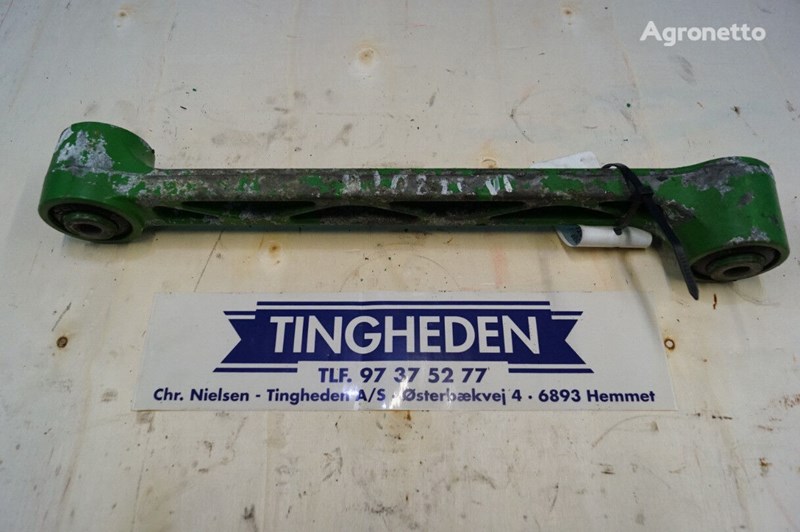 Agronetto
TINGHEDEN
TLF. 97 37 52 77
Chr. Nielsen - Tingheden A/S · Østerbækvej 4 · 6893 Hemmet